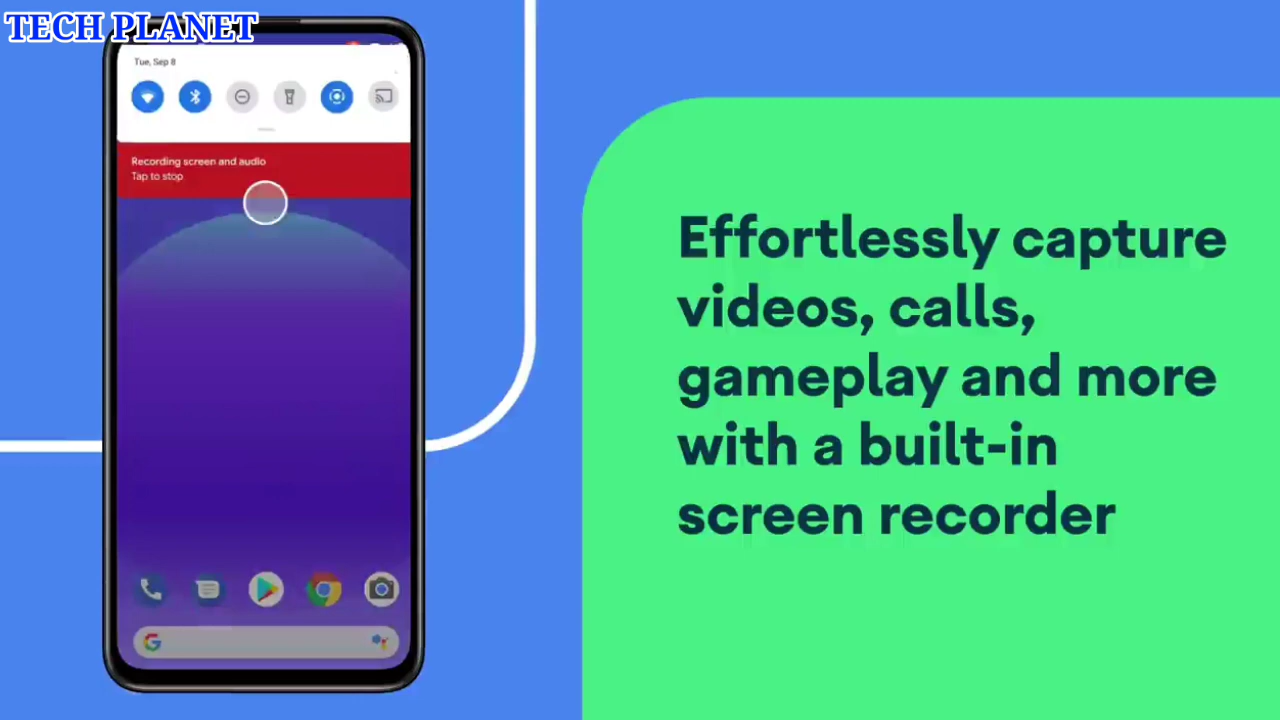 TECH PLANET
Tue, Sep 8
Recording screen and audio
Tap to stop
Effortlessly capture
videos, calls,
gameplay and more
with a built-in
screen recorder
G